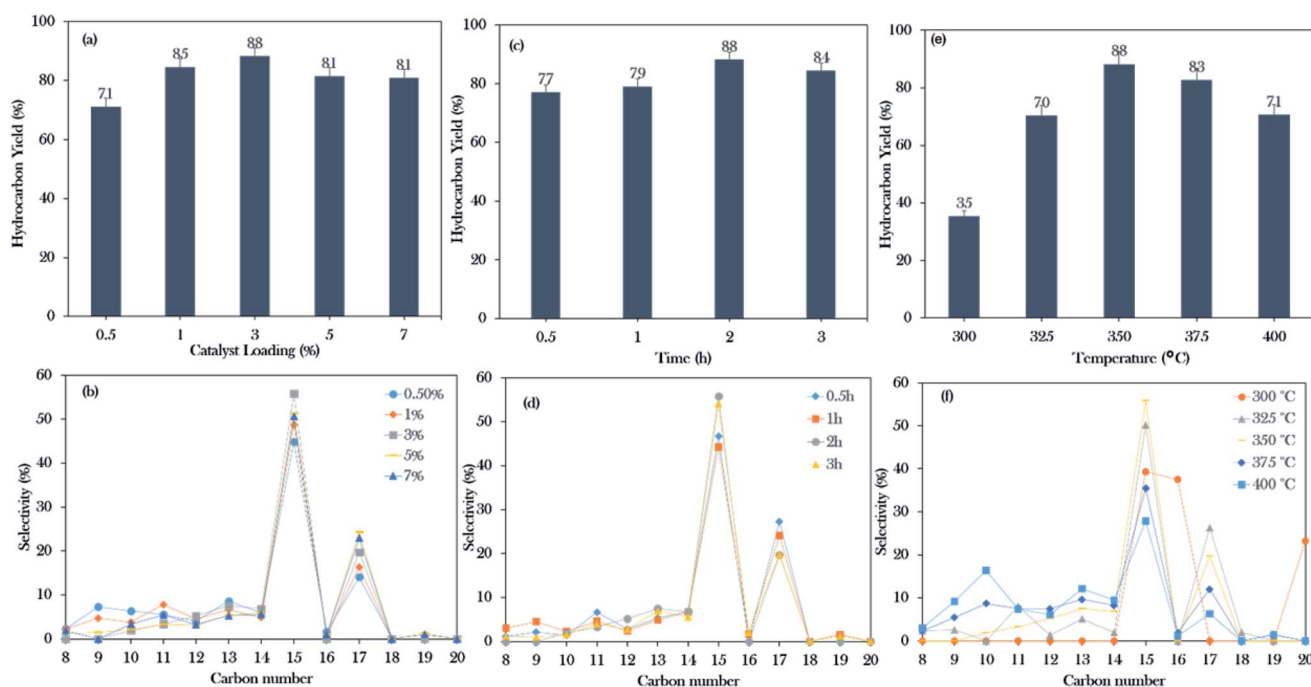 (a)
Hydrocarbon Yield (%)
100
80
60
40
20
0
71
85
88
81
81
0.5 1 3 5 7
Catalyst Loading (%)
(c)
Hydrocarbon Yield (%)
100
80
60
40
20
0
77
79
88
84
0.5 1 2 3
Time (h)
(e)
Hydrocarbon Yield (%)
100
80
60
40
20
0
35
70
88
83
71
300 325 350 375 400
Temperature (°C)
(b)
Selectivity (%)
60
50
40
30
20
10
0
0.50%
1%
3%
5%
7%
8 9 10 11 12 13 14 15 16 17 18 19 20
Carbon number
(d)
Selectivity (%)
60
50
40
30
20
10
0
0.5h
1h
2h
3h
8 9 10 11 12 13 14 15 16 17 18 19 20
Carbon number
(f)
Selectivity (%)
60
50
40
30
20
10
0
300 °C
325 °C
350 °C
375 °C
400 °C
8 9 10 11 12 13 14 15 16 17 18 19 20
Carbon number